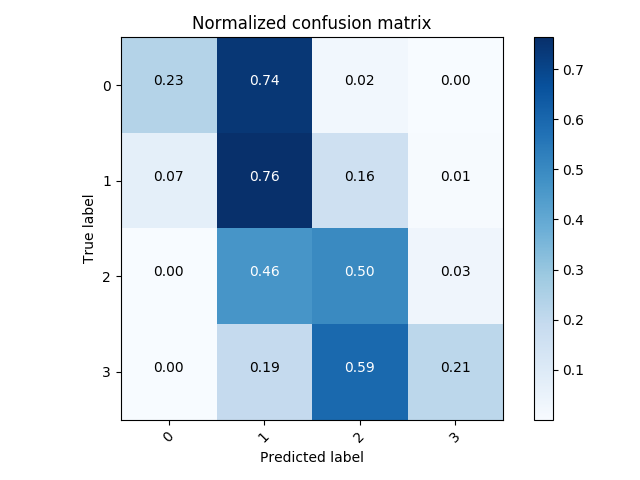 Normalized confusion matrix
0 0.23 0.74 0.02 0.00
1 0.07 0.76 0.16 0.01
2 0.00 0.46 0.50 0.03
3 0.00 0.19 0.59 0.21
0 1 2 3
True label
Predicted label
0.7
0.6
0.5
0.4
0.3
0.2
0.1